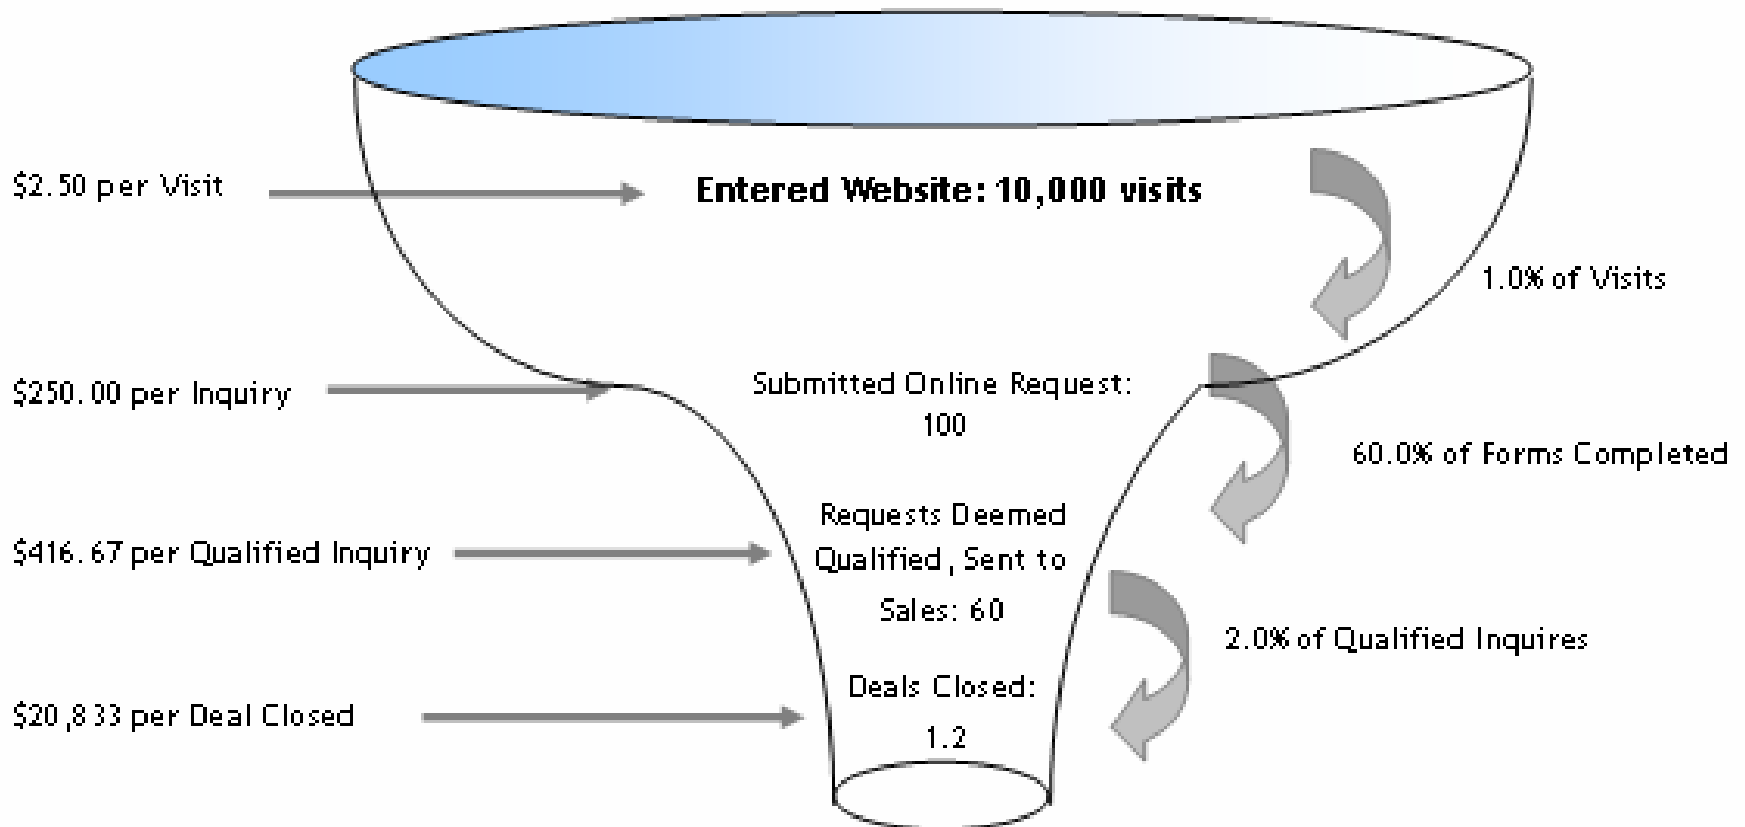 $2.50 per Visit
Entered Website: 10,000 visits
1.0% of Visits
$250.00 per Inquiry
Submitted Online Request:
100
60.0% of Forms Completed
Requests Deemed
Qualified, Sent to
Sales: 60
$416.67 per Qualified Inquiry
2.0% of Qualified Inquires
Deals Closed:
1.2
$20,833 per Deal Closed